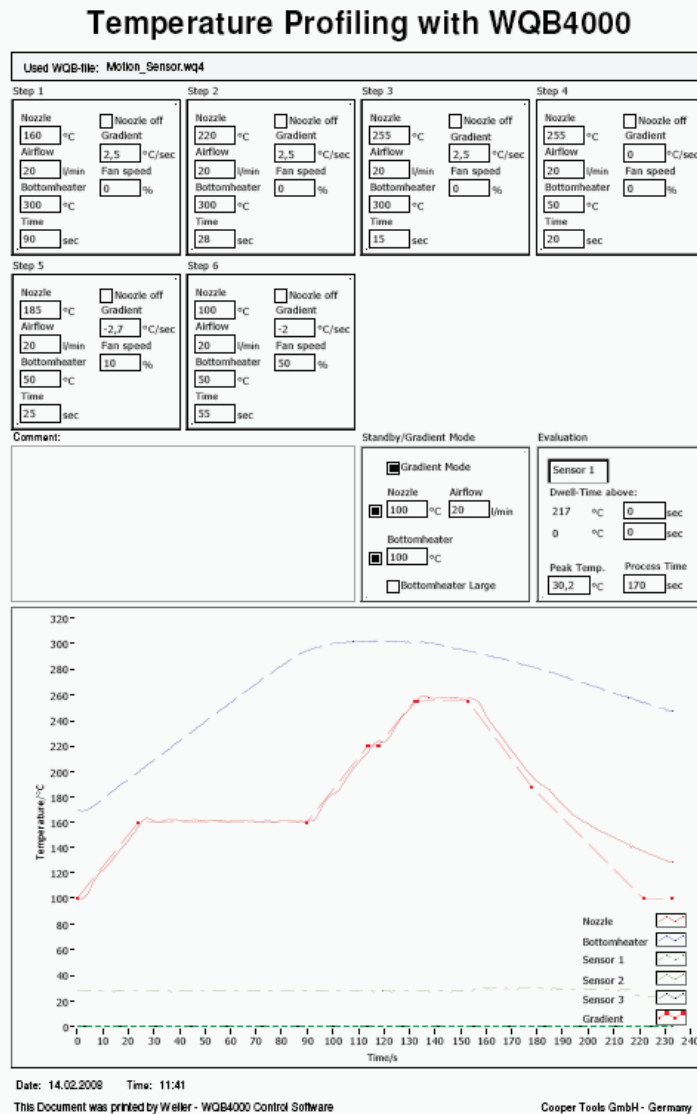 Temperature Profiling with WQB4000
Used WQB-file: Motion_Sensor.wq4
Step 1 Step 2 Step 3 Step 4
Nozzle Nozzle Nozzle Nozzle
160 °C Noozle off 220 °C Noozle off 255 °C Noozle off 255 °C Noozle off
Airflow Gradient Airflow Gradient Airflow Gradient Airflow Gradient
20 l/min 2,5 °C/sec 20 l/min 2,5 °C/sec 20 l/min 2,5 °C/sec 20 l/min 0 °C/sec
Bottomheater Fan speed Bottomheater Fan speed Bottomheater Fan speed Bottomheater Fan speed
300 °C 0 % 300 °C 0 % 300 °C 0 % 50 °C 0 %
Time Time Time Time
90 sec 28 sec 15 sec 20 sec
Step 5 Step 6
Nozzle Nozzle
185 °C Noozle off 100 °C Noozle off
Airflow Gradient Airflow Gradient
20 l/min -2,7 °C/sec 20 l/min -2 °C/sec
Bottomheater Fan speed Bottomheater Fan speed
50 °C 10 % 50 °C 50 %
Time Time
25 sec 55 sec
Comment: Standby/Gradient Mode Evaluation
Gradient Mode Sensor 1
Nozzle Airflow Dwell-Time above:
100 °C 20 l/min 217 °C 0 sec
0 °C 0 sec
Bottomheater
100 °C Peak Temp. Process Time
Bottomheater Large 30,2 °C 170 sec
320
300
280
260
240
220
200
180
160
140
120
100
80
60
40
20
0
Temperature/°C
Nozzle
Bottomheater
Sensor 1
Sensor 2
Sensor 3
Gradient
0 10 20 30 40 50 60 70 80 90 100 110 120 130 140 150 160 170 180 190 200 210 220 230 240
Time/s
Date: 14.02.2008 Time: 11:41
This Document was printed by Weller - WQB4000 Control Software Cooper Tools GmbH - Germany